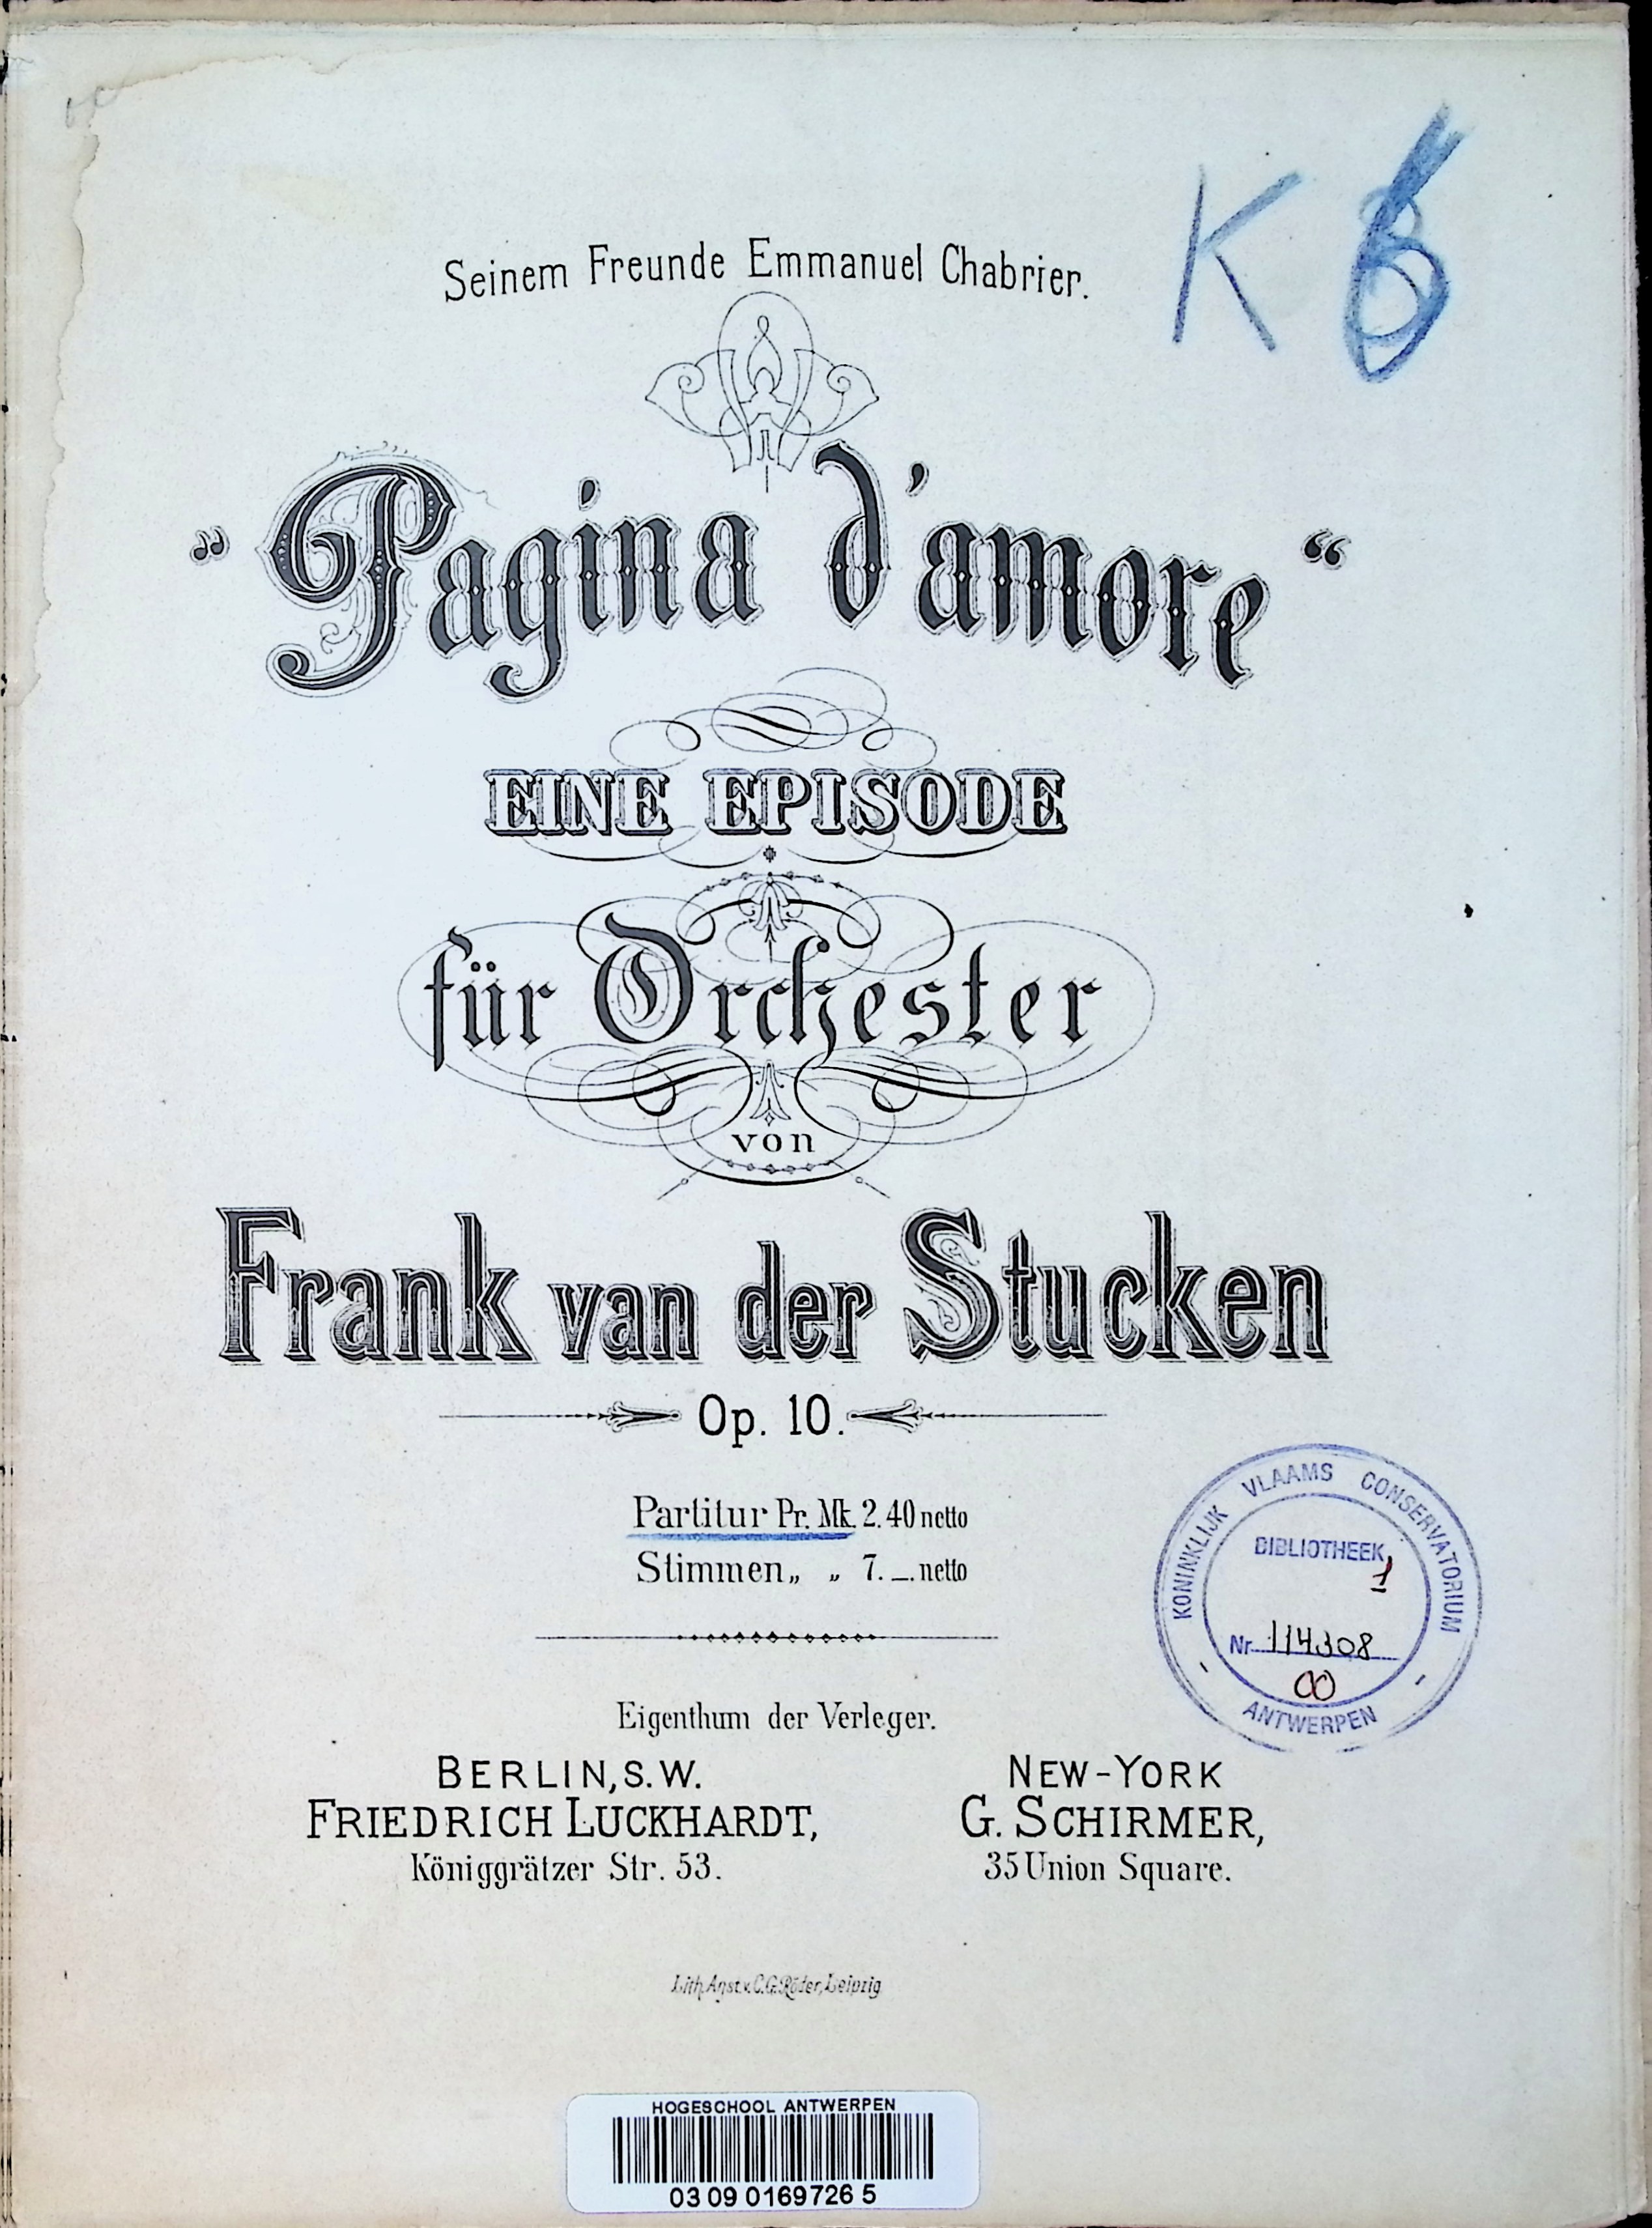 Seinem Freunde Emmanuel Chabrier.
K
„Pagina d'amore“
EINE EPISODE
für Orchester
von
Frank van der Stucken
Op. 10.
Partitur Pr. Mk. 2. 40 netto
Stimmen „ „ 7. _. netto
KONINKLIJK VLAAMS CONSERVATORIUM
BIBLIOTHEEK
1
Nr 114308
00
- ANTWERPEN -
Eigenthum der Verleger.
BERLIN, S.W.
FRIEDRICH LUCKHARDT,
Königgrätzer Str. 53.
NEW-YORK
G. SCHIRMER,
35 Union Square.
Lith. Anst. v. C. G. Röder, Leipzig
HOGESCHOOL ANTWERPEN
03 09 0169726 5